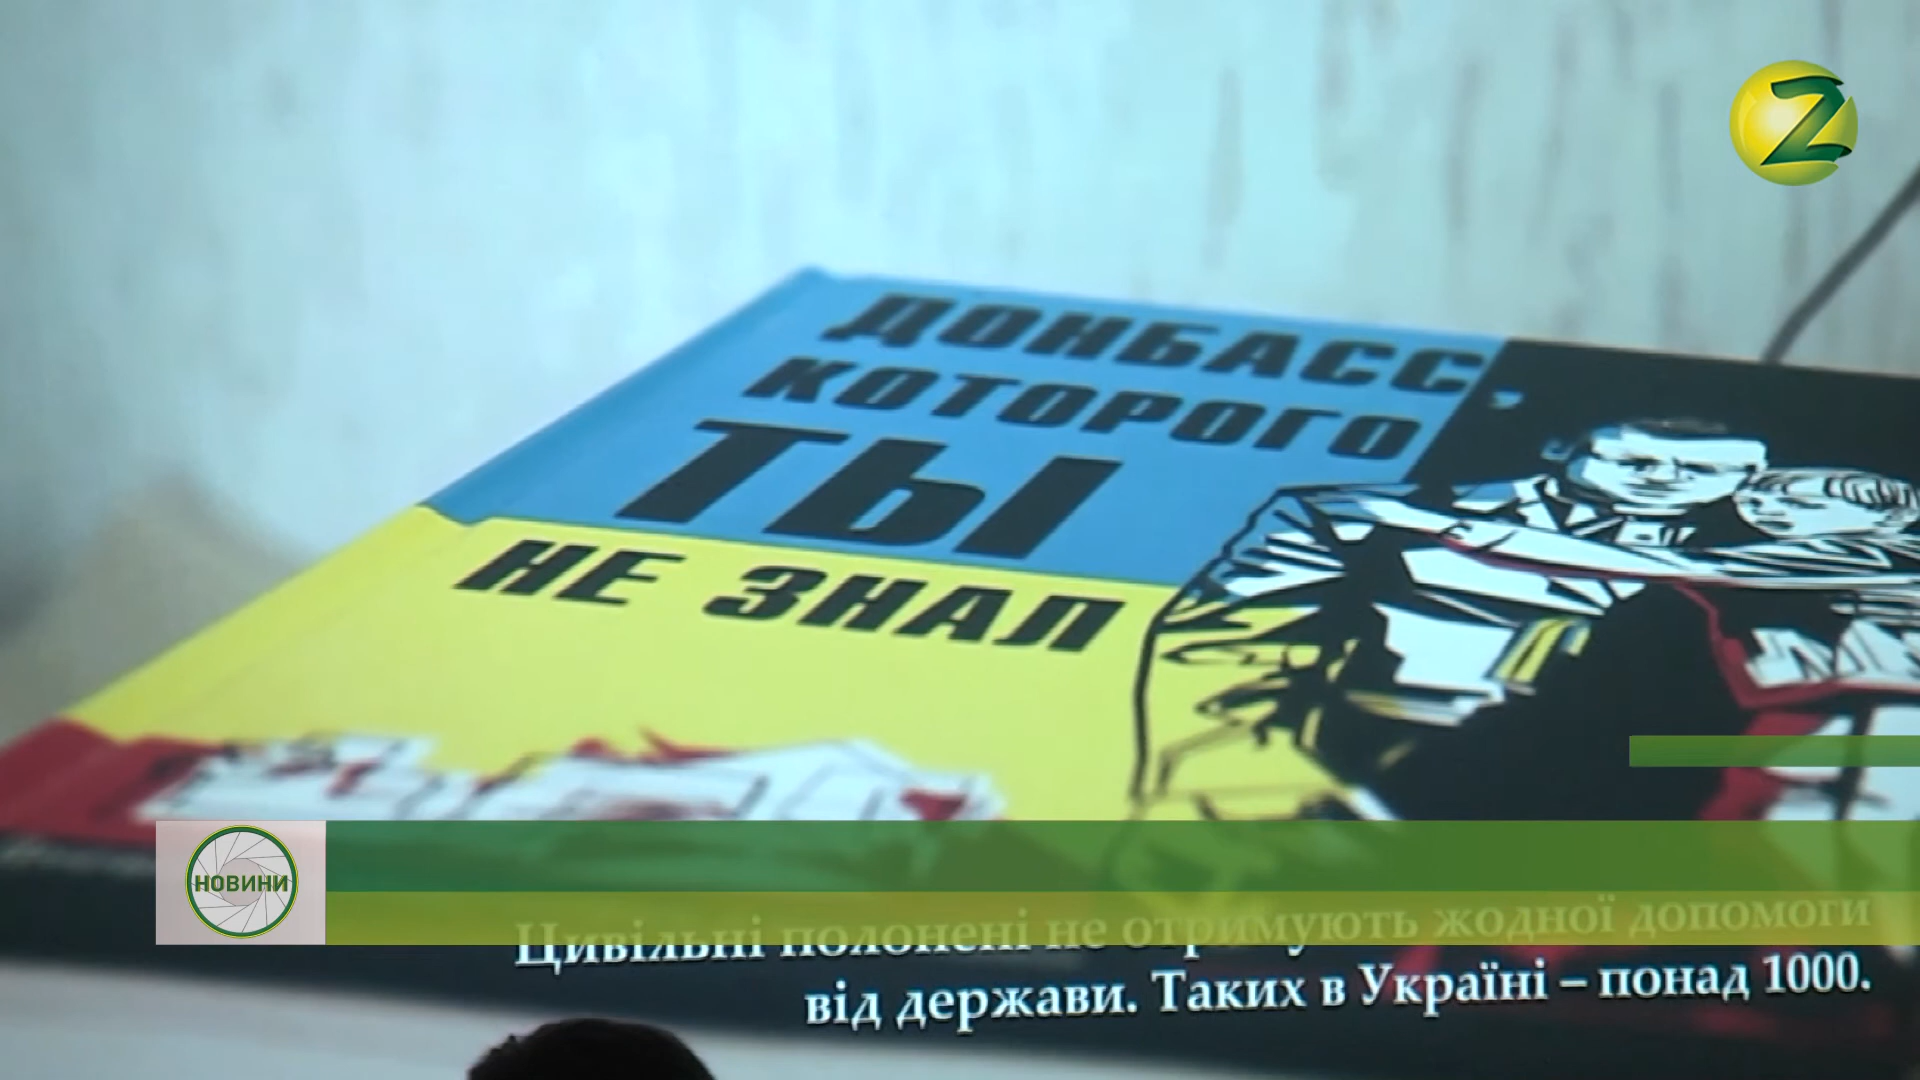 Z
ДОНБАСС,
КОТОРОГО
ТЫ
НЕ ЗНАЛ
НОВИНИ
Цивільні полонені не отримують жодної допомоги
від держави. Таких в Україні – понад 1000.